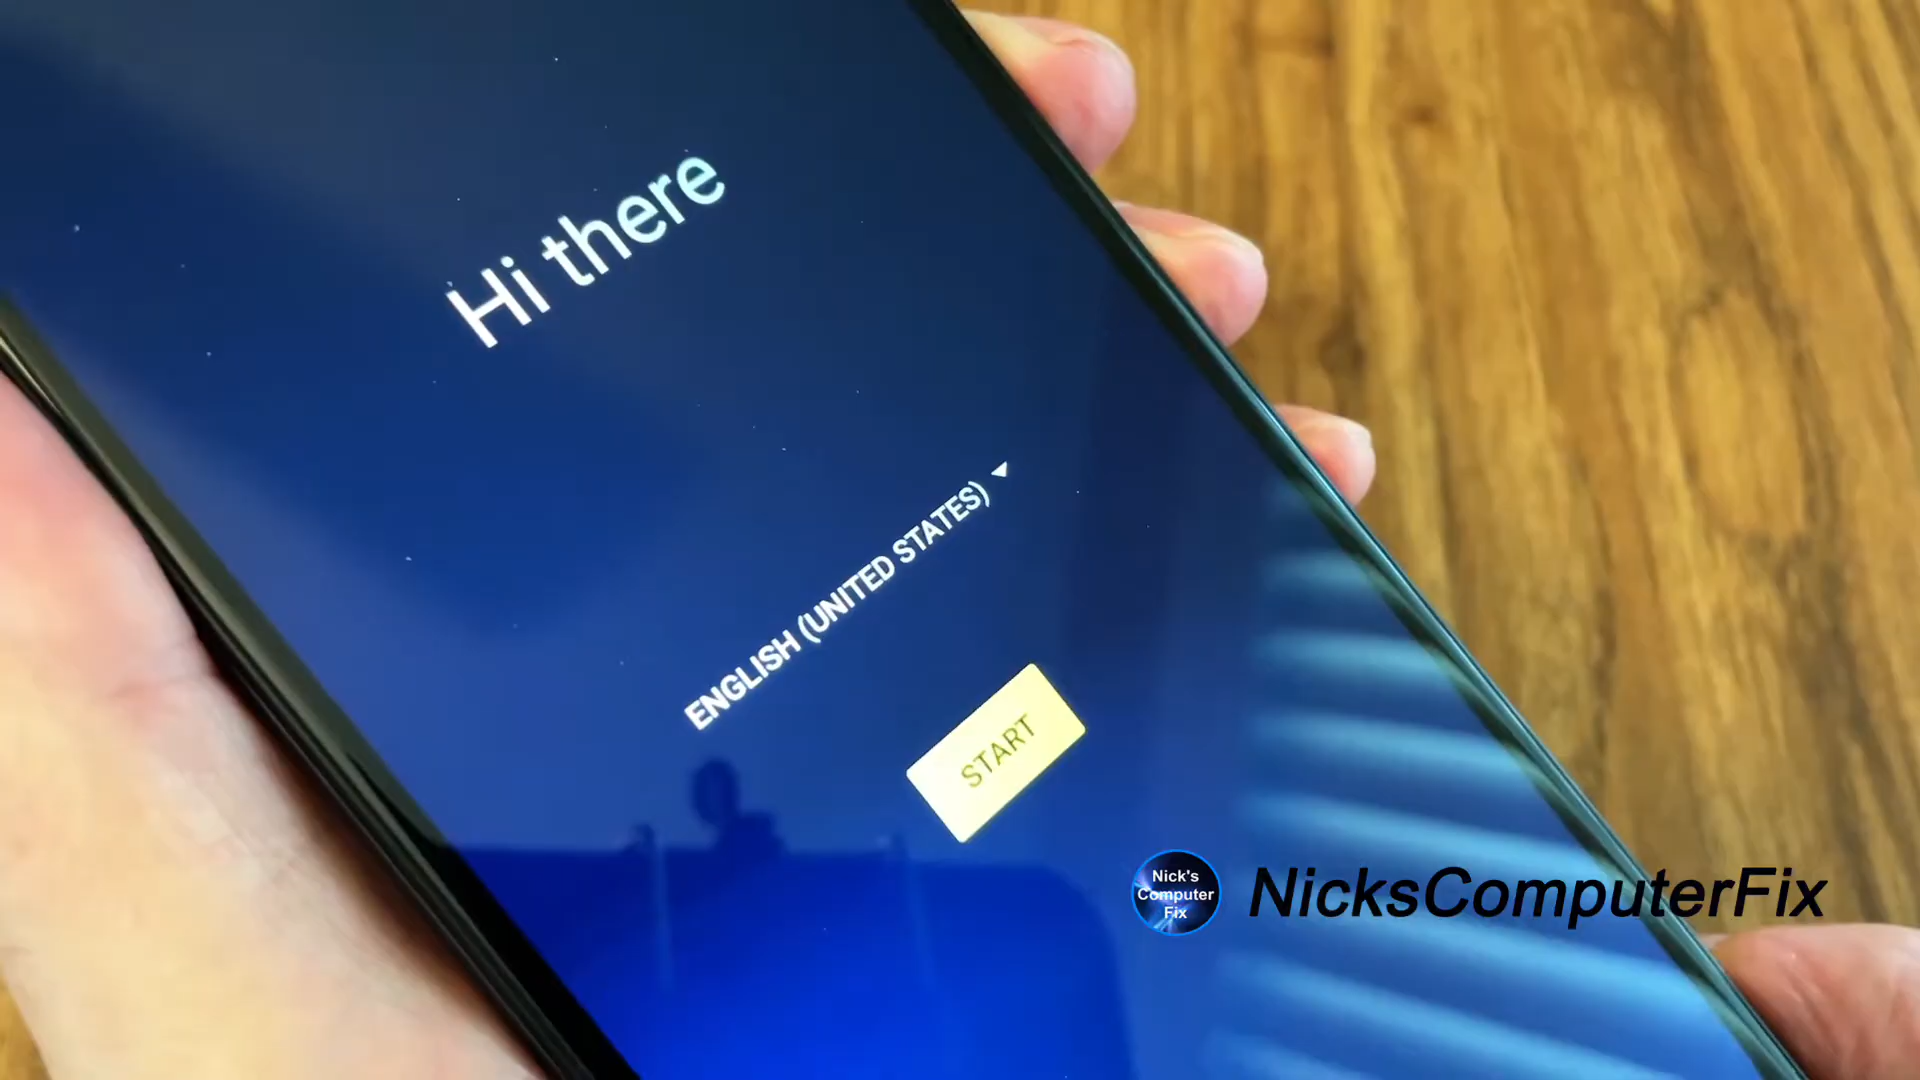 Hi there
ENGLISH (UNITED STATES)
START
Nick's
Computer
Fix
NicksComputerFix